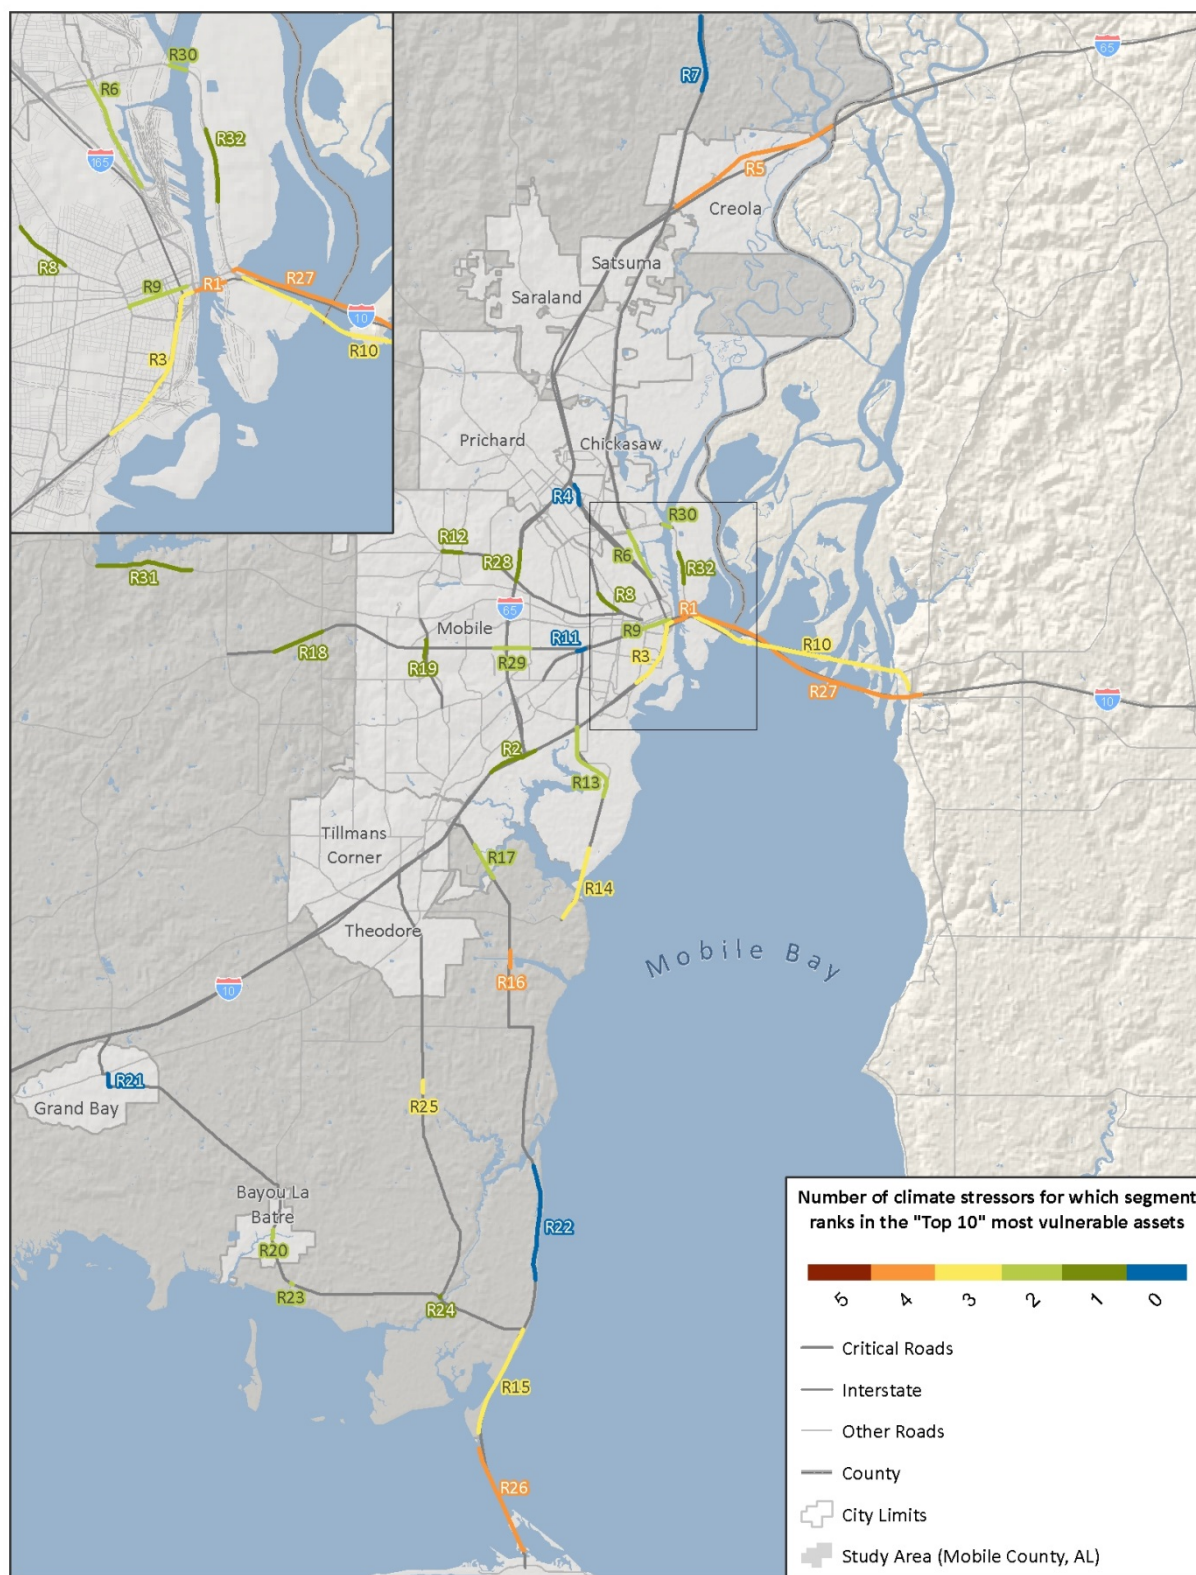 R30
R6
165
R32
R8
R9
R1
R27
10
R3
R10
R7
65
R5
Creola
Satsuma
Saraland
Prichard
Chickasaw
R4
R30
R12
R28
R6
R31
R32
65
R8
R1
Mobile
R11
R9
R10
R18
R19
R29
R3
R27
10
R2
R13
Tillmans
Corner
R17
R14
Theodore
Mobile Bay
R16
10
R21
R25
Grand Bay
Bayou La
Batre
R22
R20
R23
R24
R15
R26
Number of climate stressors for which segment
ranks in the "Top 10" most vulnerable assets
5 4 3 2 1 0
Critical Roads
Interstate
Other Roads
County
City Limits
Study Area (Mobile County, AL)